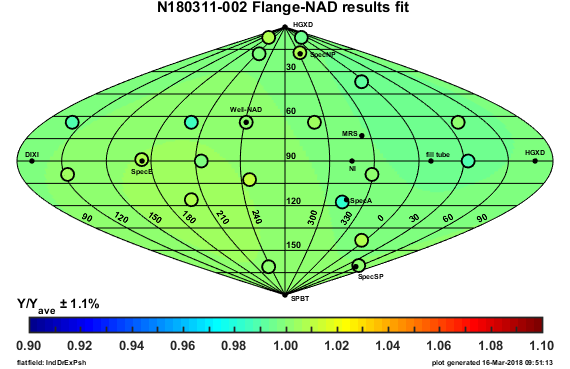 N180311-002 Flange-NAD results fit
HGXD
SpecNP
30
60
Well-NAD
MRS
DIXI
SpecE
90
NI
fill tube
HGXD
120
SpecA
90
120
150
180
210
240
300
330
0
30
60
90
150
SpecSP
SPBT
Y/Yave ± 1.1%
0.90 0.92 0.94 0.96 0.98 1.00 1.02 1.04 1.06 1.08 1.10
flatfield: IndDrExPsh
plot generated 16-Mar-2018 09:51:13